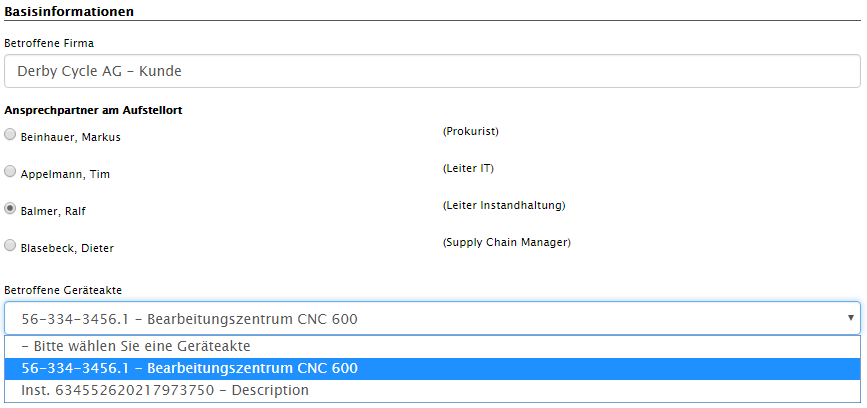 Basisinformationen
Betroffene Firma
Derby Cycle AG - Kunde
Ansprechpartner am Aufstellort
Beinhauer, Markus (Prokurist)
Appelmann, Tim (Leiter IT)
Balmer, Ralf (Leiter Instandhaltung)
Blasebeck, Dieter (Supply Chain Manager)
Betroffene Geräteakte
56-334-3456.1 - Bearbeitungszentrum CNC 600
- Bitte wählen Sie eine Geräteakte
56-334-3456.1 - Bearbeitungszentrum CNC 600
Inst. 634552620217973750 - Description